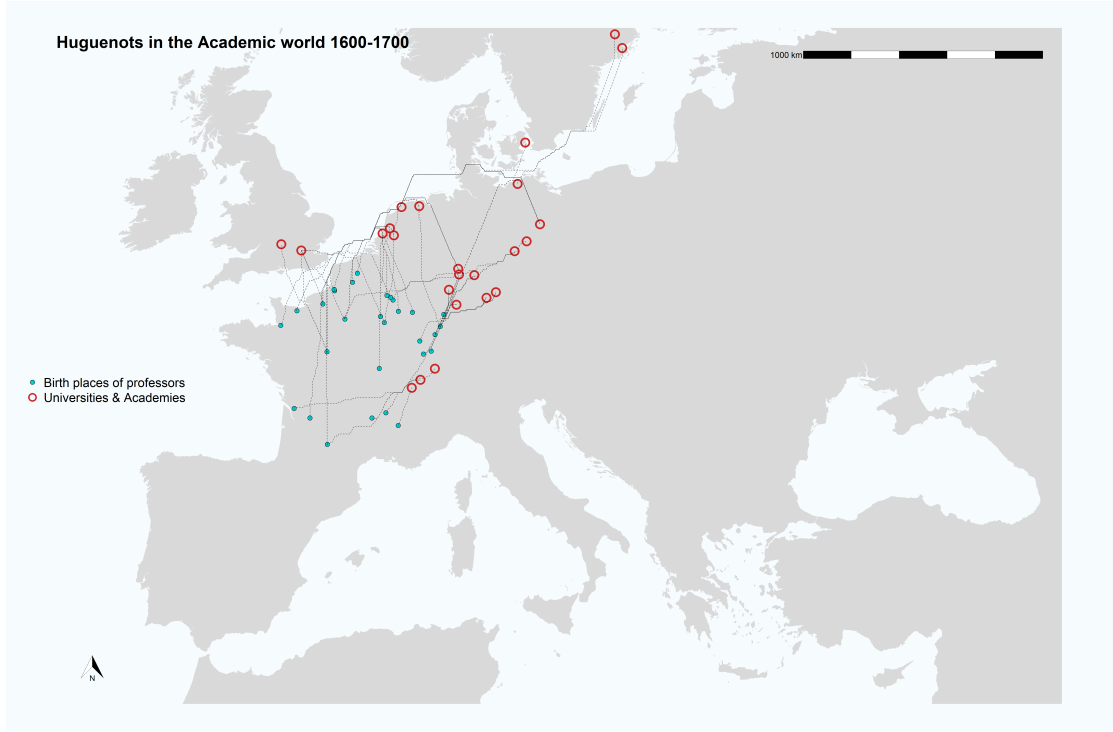 Huguenots in the Academic world 1600-1700
1000 km
Birth places of professors
Universities & Academies
N